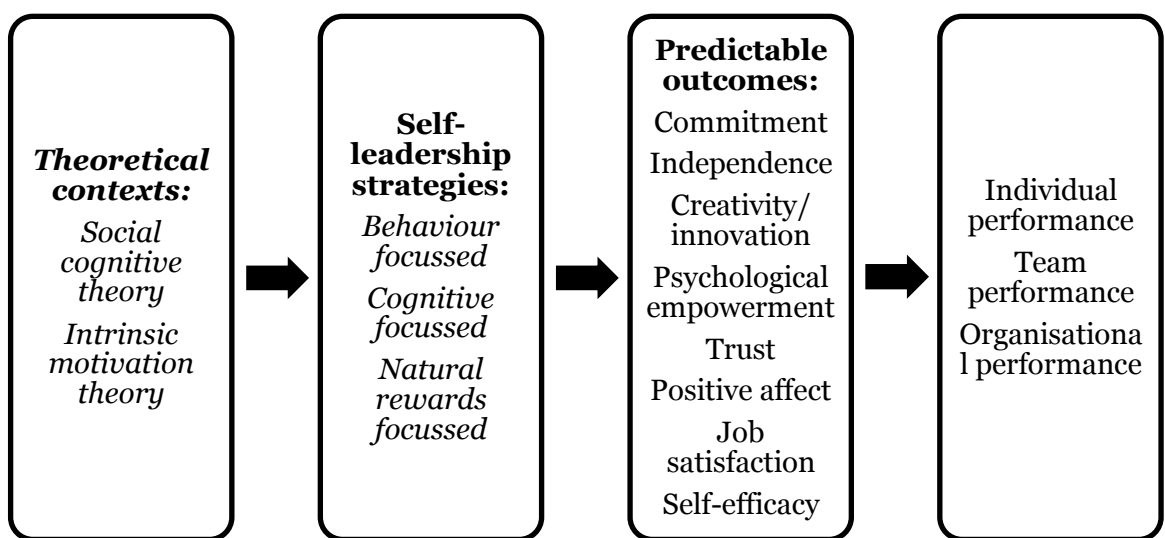 Theoretical
contexts:
Social
cognitive
theory
Intrinsic
motivation
theory
Self-
leadership
strategies:
Behaviour
focussed
Cognitive
focussed
Natural
rewards
focussed
Predictable
outcomes:
Commitment
Independence
Creativity/
innovation
Psychological
empowerment
Trust
Positive affect
Job
satisfaction
Self-efficacy
Individual
performance
Team
performance
Organisationa
l performance